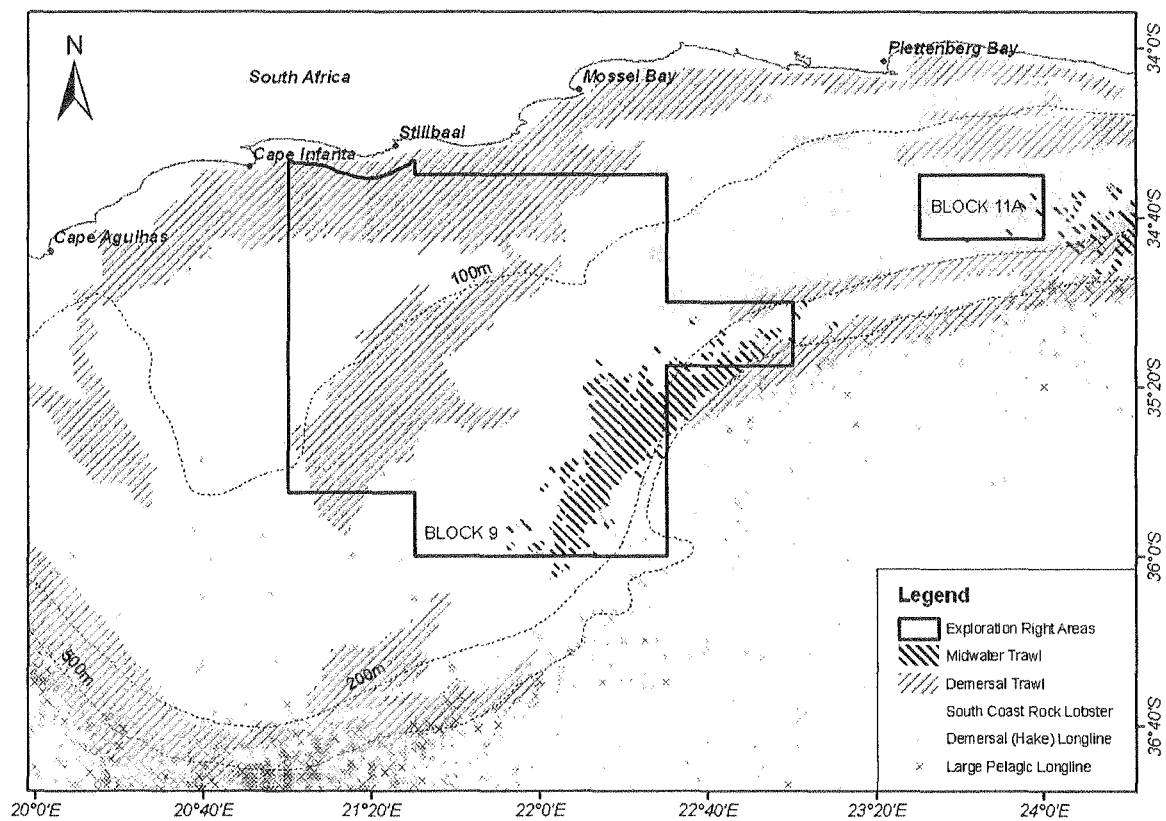 N
South Africa
Plettenberg Bay
Mossel Bay
Stillbaai
Cape Infanta
Cape Agulhas
BLOCK 11A
100m
BLOCK 9
200m
500m
34°0'S
34°40'S
35°20'S
36°0'S
36°40'S
Legend
Exploration Right Areas
Midwater Trawl
Demersal Trawl
South Coast Rock Lobster
Demersal (Hake) Longline
Large Pelagic Longline
20°0'E
20°40'E
21°20'E
22°0'E
22°40'E
23°20'E
24°0'E